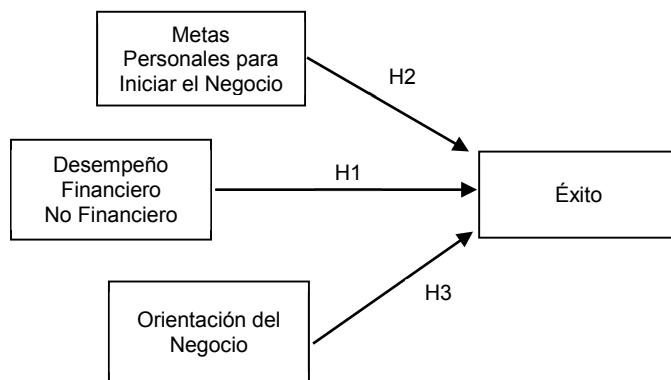 Metas
Personales para
Iniciar el Negocio
H2
Desempeño
Financiero
No Financiero
H1
Éxito
H3
Orientación del
Negocio